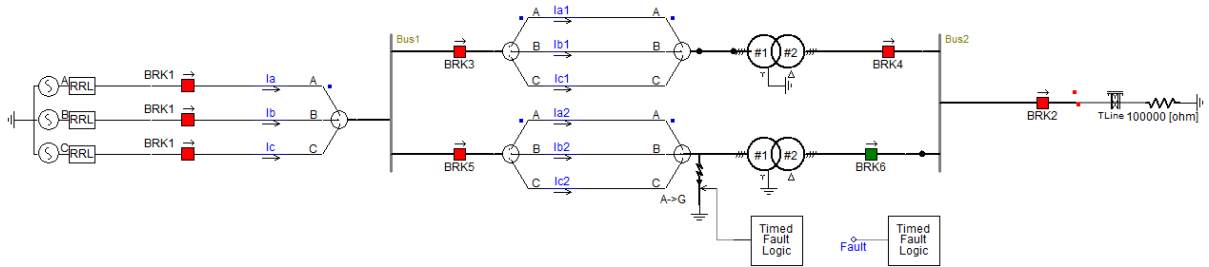 A
Ia1
A
Bus1
BRK3
B
Ib1
B
#1
#2
BRK4
Bus2
C
Ic1
C
A
RRL
BRK1
Ia
A
B
RRL
BRK1
Ib
B
C
RRL
BRK1
Ic
C
BRK2
TLine
100000 [ohm]
A
Ia2
A
BRK5
B
Ib2
B
#1
#2
BRK6
C
Ic2
C
A->G
Timed
Fault
Logic
Fault
Timed
Fault
Logic